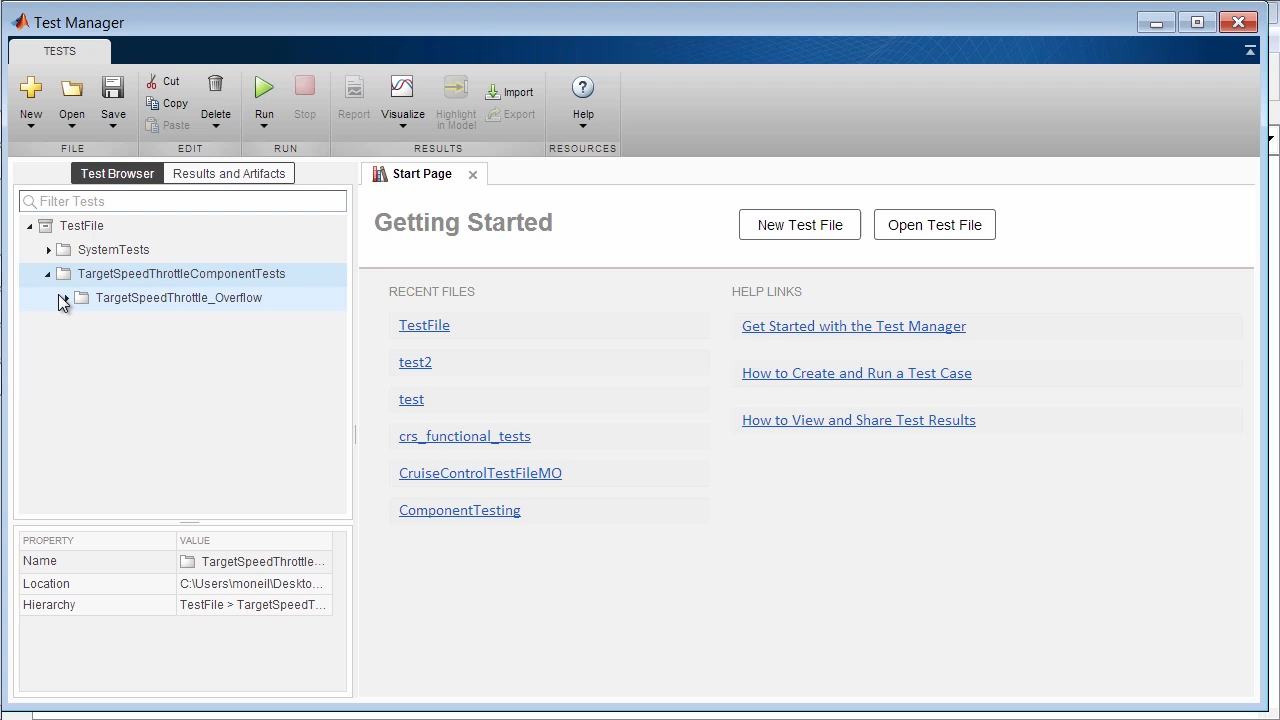 Test Manager
TESTS
New
Open
Save
Cut
Copy
Paste
Delete
Run
Stop
Report
Visualize
Highlight
in Model
Import
Export
Help
FILE
EDIT
RUN
RESULTS
RESOURCES
Test Browser
Results and Artifacts
Filter Tests
TestFile
SystemTests
TargetSpeedThrottleComponentTests
TargetSpeedThrottle_Overflow
PROPERTY VALUE
Name TargetSpeedThrottle...
Location C:\Users\moneil\Deskto...
Hierarchy TestFile > TargetSpeedT...
Start Page
Getting Started
New Test File
Open Test File
RECENT FILES
TestFile
test2
test
crs_functional_tests
CruiseControlTestFileMO
ComponentTesting
HELP LINKS
Get Started with the Test Manager
How to Create and Run a Test Case
How to View and Share Test Results